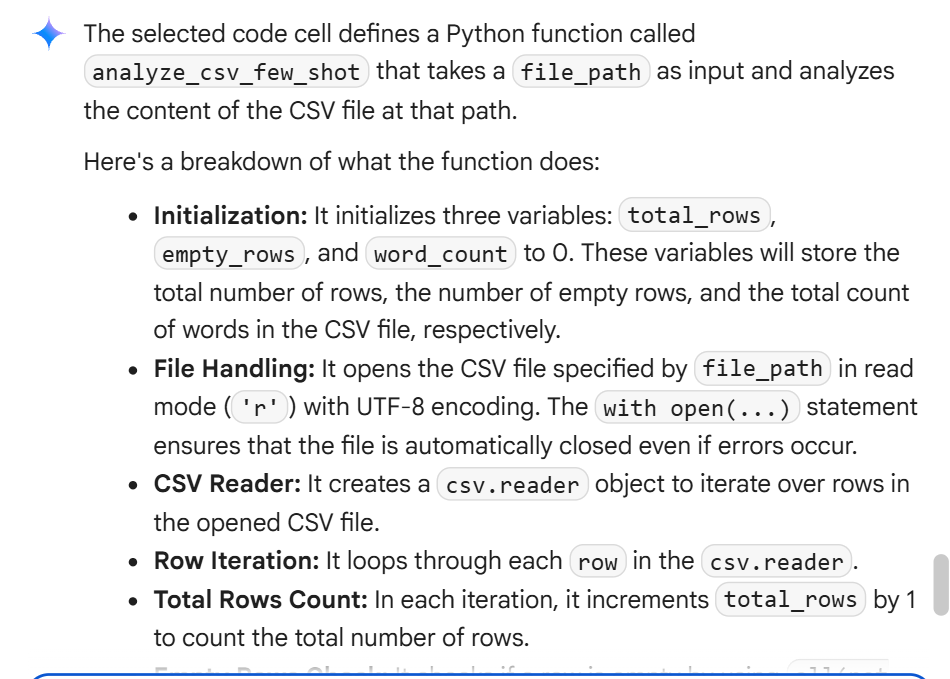 The selected code cell defines a Python function called
analyze_csv_few_shot that takes a file_path as input and analyzes
the content of the CSV file at that path.
Here's a breakdown of what the function does:
• Initialization: It initializes three variables: total_rows,
empty_rows, and word_count to 0. These variables will store the
total number of rows, the number of empty rows, and the total count
of words in the CSV file, respectively.
• File Handling: It opens the CSV file specified by file_path in read
mode ('r') with UTF-8 encoding. The with open(...) statement
ensures that the file is automatically closed even if errors occur.
• CSV Reader: It creates a csv.reader object to iterate over rows in
the opened CSV file.
• Row Iteration: It loops through each row in the csv.reader.
• Total Rows Count: In each iteration, it increments total_rows by 1
to count the total number of rows.